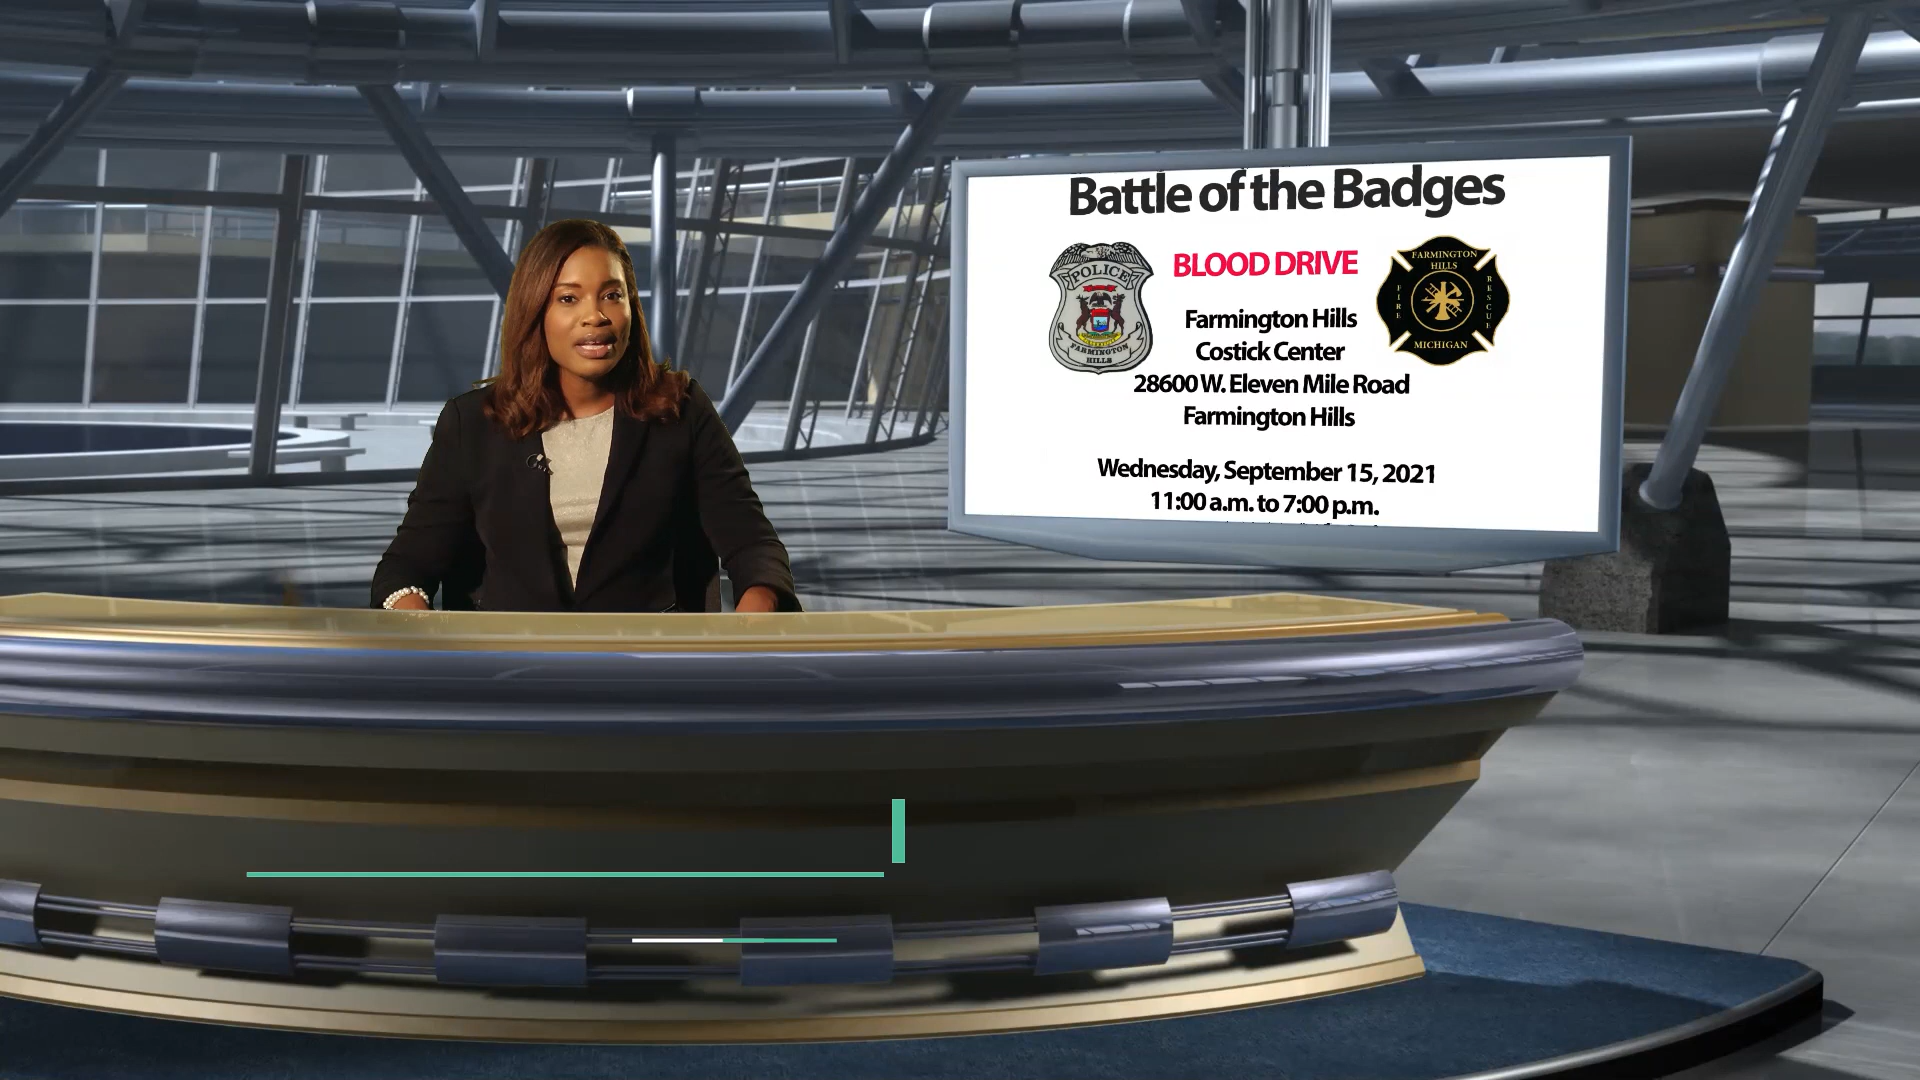 Battle of the Badges
BLOOD DRIVE
POLICE
FARMINGTON
HILLS
FARMINGTON
HILLS
FIRE
RESCUE
MICHIGAN
Farmington Hills
Costick Center
28600 W. Eleven Mile Road
Farmington Hills
Wednesday, September 15, 2021
11:00 a.m. to 7:00 p.m.